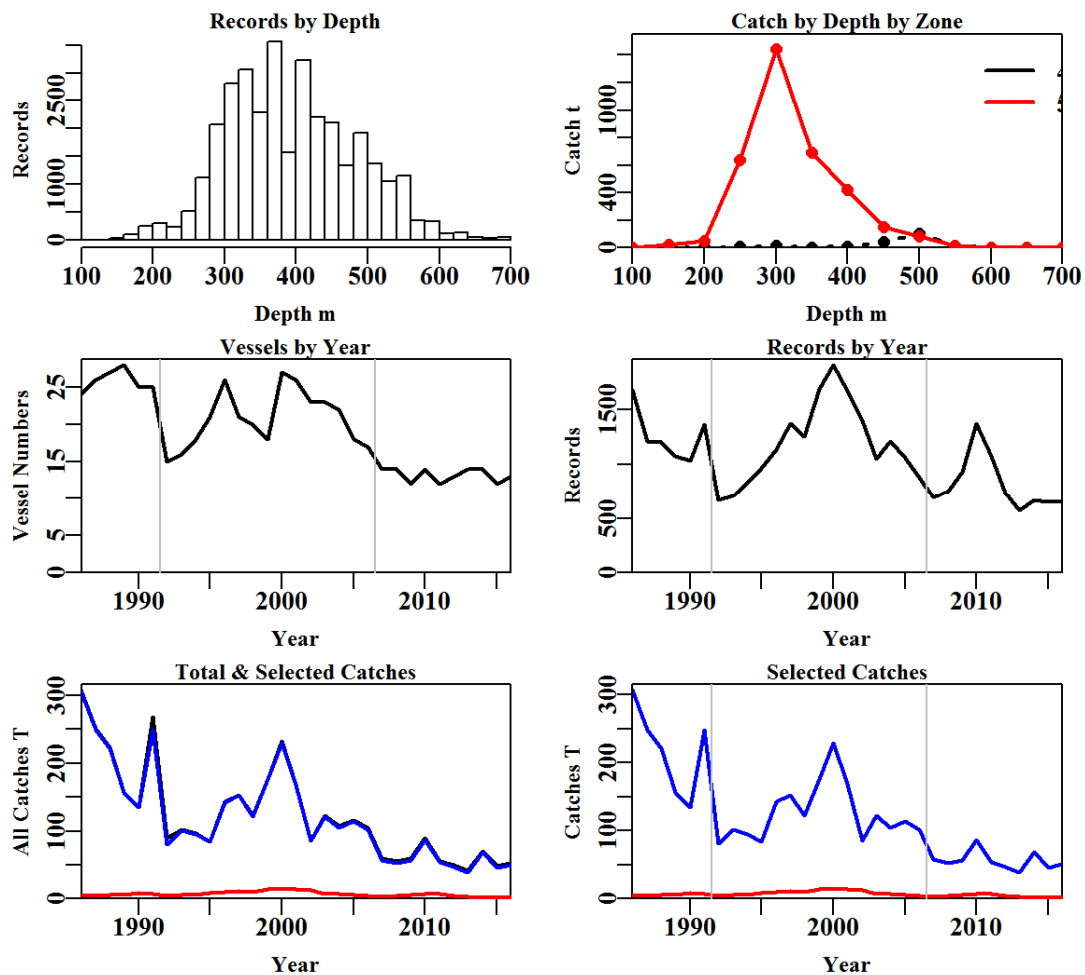 Records by Depth
Records
1000 2500
100 200 300 400 500 600 700
Depth m
Catch by Depth by Zone
Catch t
0 400 1000
100 200 300 400 500 600 700
Depth m
Vessels by Year
Vessel Numbers
0 5 15 25
1990 2000 2010
Year
Records by Year
Records
0 500 1500
1990 2000 2010
Year
Total & Selected Catches
All Catches T
0 100 200 300
1990 2000 2010
Year
Selected Catches
Catches T
0 100 200 300
1990 2000 2010
Year